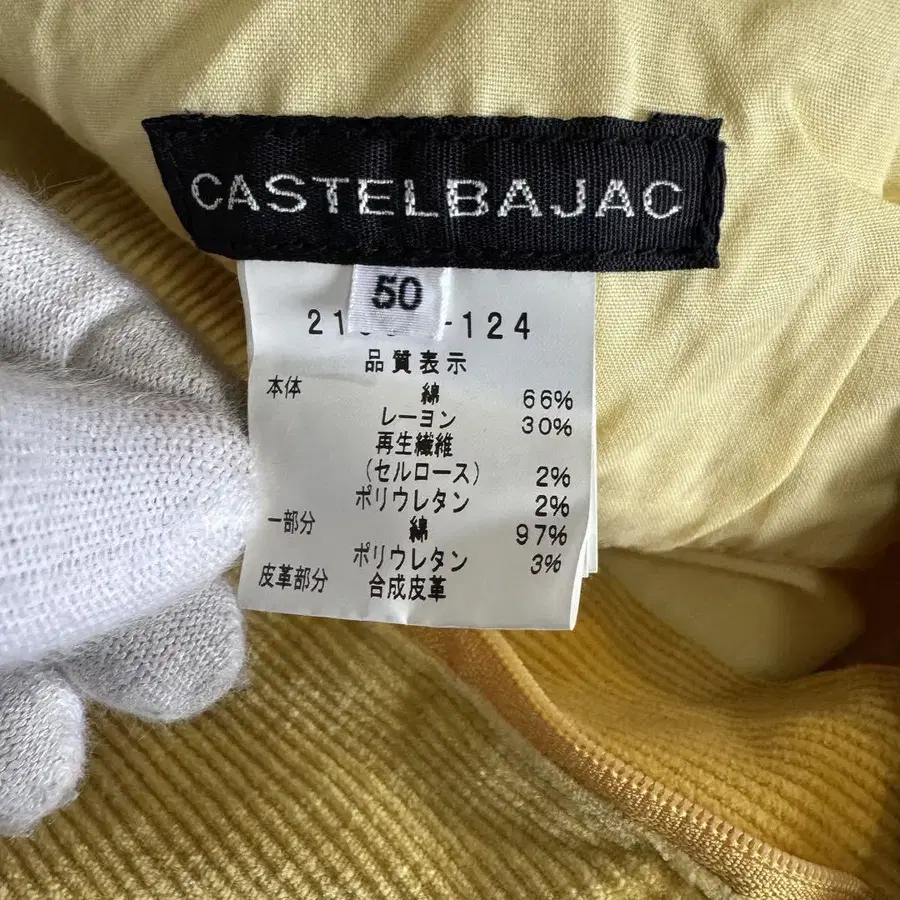 CASTELBAJAC
50
-124
品質表示
本体 綿 66%
レーヨン 30%
再生繊維
(セルロース) 2%
ポリウレタン 2%
一部分 綿 97%
ポリウレタン 3%
皮革部分 合成皮革